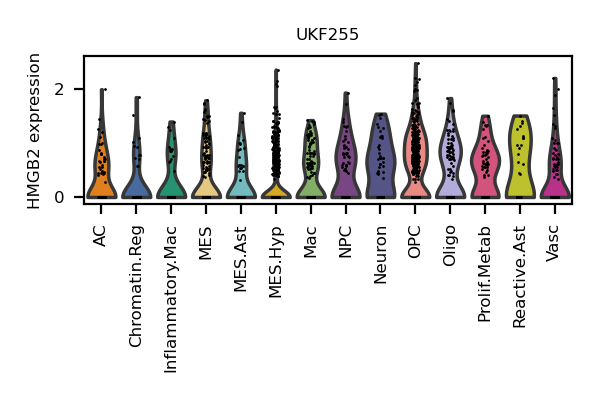 UKF255
HMGB2 expression
2
0
AC
Chromatin.Reg
Inflammatory.Mac
MES
MES.Ast
MES.Hyp
Mac
NPC
Neuron
OPC
Oligo
Prolif.Metab
Reactive.Ast
Vasc